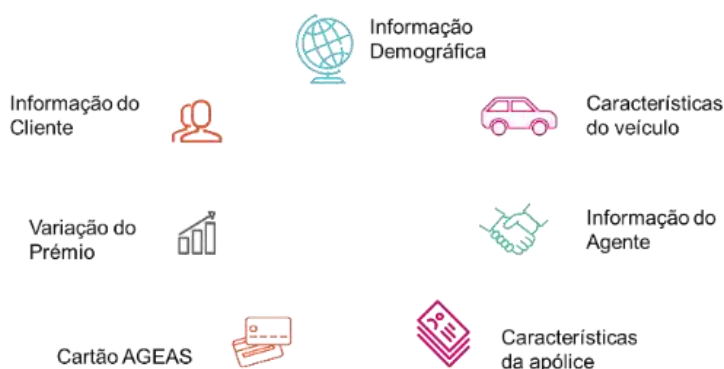 Informação
Demográfica
Informação do
Cliente
Características
do veículo
Variação do
Prémio
Informação do
Agente
Cartão AGEAS
Características
da apólice